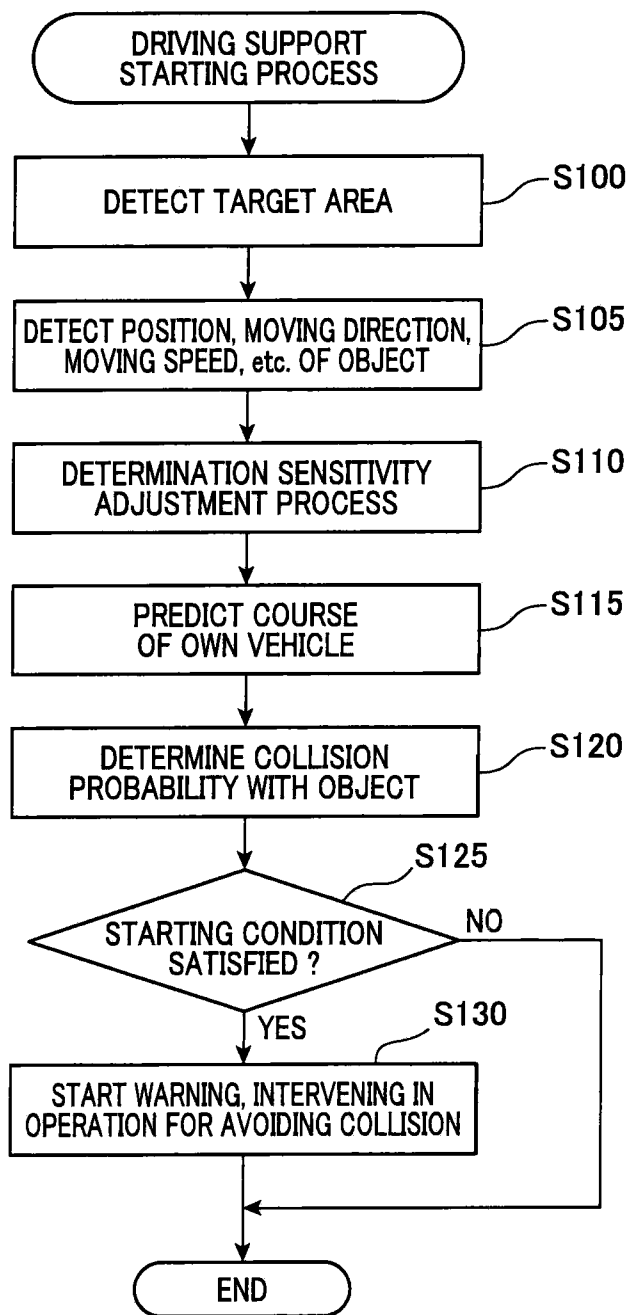 DRIVING SUPPORT
STARTING PROCESS
DETECT TARGET AREA
S100
DETECT POSITION, MOVING DIRECTION,
MOVING SPEED, etc. OF OBJECT
S105
DETERMINATION SENSITIVITY
ADJUSTMENT PROCESS
S110
PREDICT COURSE
OF OWN VEHICLE
S115
DETERMINE COLLISION
PROBABILITY WITH OBJECT
S120
S125
STARTING CONDITION
SATISFIED ?
NO
YES
S130
START WARNING, INTERVENING IN
OPERATION FOR AVOIDING COLLISION
END